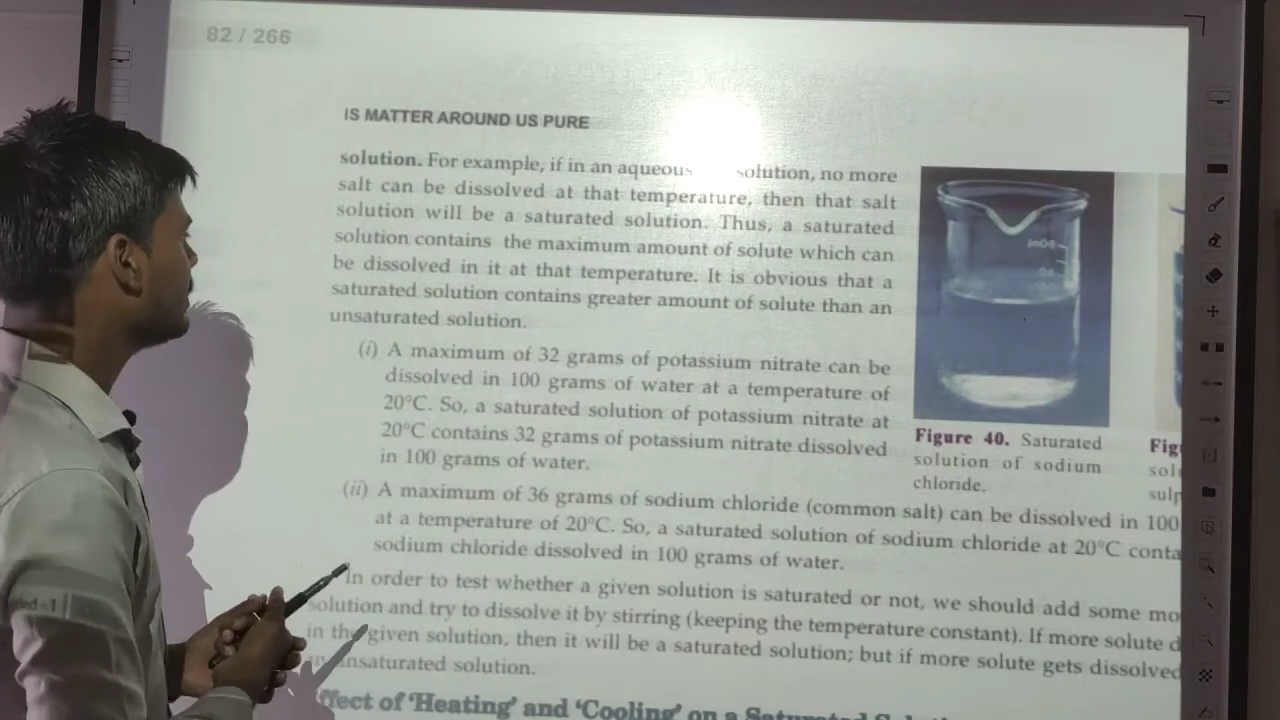 82 / 266
IS MATTER AROUND US PURE
solution. For example, if in an aqueous solution, no more
salt can be dissolved at that temperature, then that salt
solution will be a saturated solution. Thus, a saturated
solution contains the maximum amount of solute which can
be dissolved in it at that temperature. It is obvious that a
saturated solution contains greater amount of solute than an
unsaturated solution.
(i) A maximum of 32 grams of potassium nitrate can be
dissolved in 100 grams of water at a temperature of
20°C. So, a saturated solution of potassium nitrate at
20°C contains 32 grams of potassium nitrate dissolved
in 100 grams of water.
Figure 40. Saturated
solution of sodium
chloride.
Fig
sol
sulp
(ii) A maximum of 36 grams of sodium chloride (common salt) can be dissolved in 100
at a temperature of 20°C. So, a saturated solution of sodium chloride at 20°C conta
sodium chloride dissolved in 100 grams of water.
In order to test whether a given solution is saturated or not, we should add some mo
solution and try to dissolve it by stirring (keeping the temperature constant). If more solute d
in the given solution, then it will be a saturated solution; but if more solute gets dissolved
unsaturated solution.
ffect of 'Heating' and 'Cooling' on a Saturated